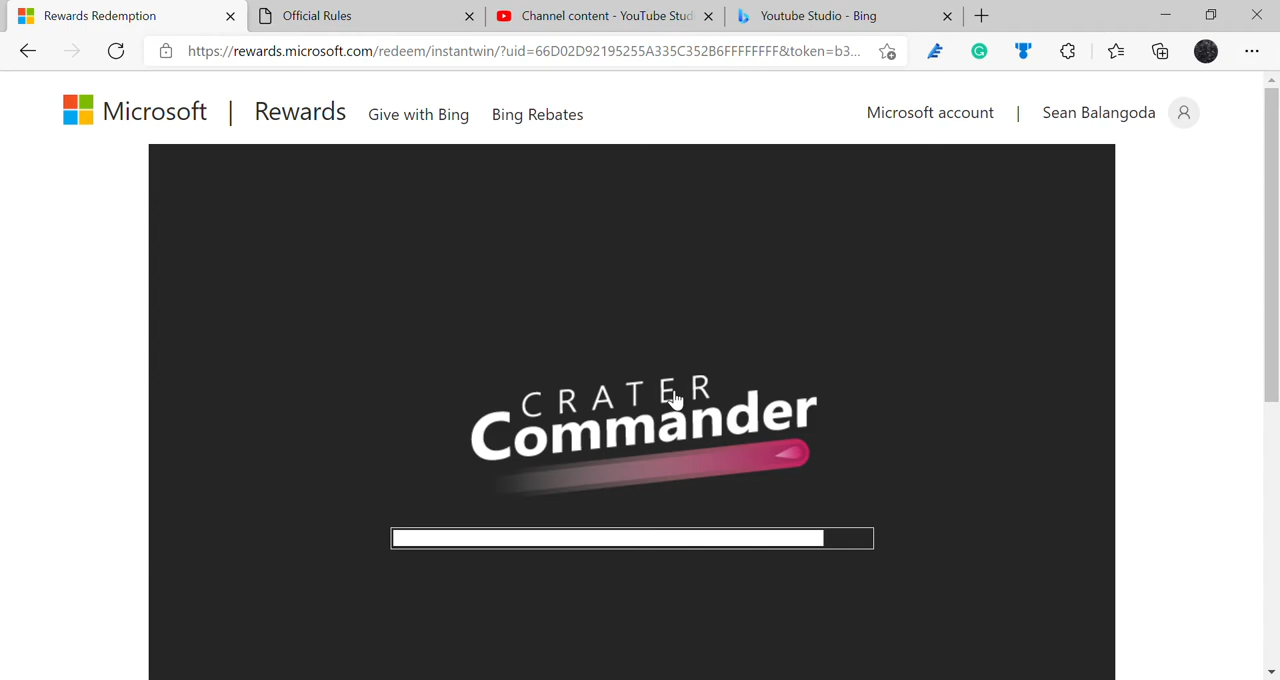 Rewards Redemption
Official Rules
Channel content - YouTube Stud
Youtube Studio - Bing
https://rewards.microsoft.com/redeem/instantwin/?uid=66D02D92195255A335C352B6FFFFFFFF&token=b3...
Microsoft | Rewards Give with Bing Bing Rebates Microsoft account | Sean Balangoda
CRATER
Commander